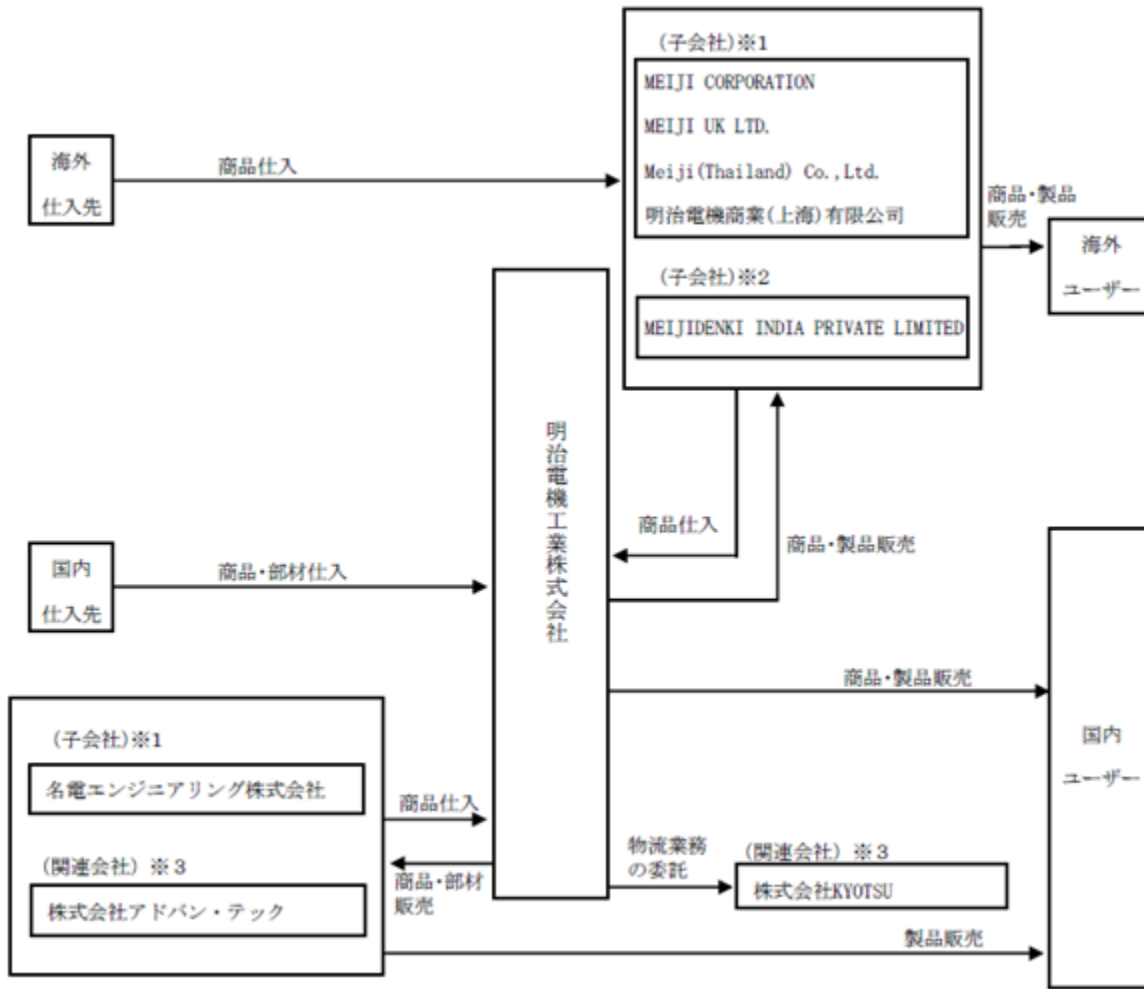 (子会社)※1
MEIJI CORPORATION
MEIJI UK LTD.
Meiji(Thailand) Co.,Ltd.
明治電機商業(上海)有限公司
(子会社)※2
MEIJIDENKI INDIA PRIVATE LIMITED
海外
仕入先
商品仕入
商品・製品
販売
海外
ユーザー
明治電機工業株式会社
商品仕入
商品・製品販売
国内
仕入先
商品・部材仕入
商品・製品販売
国内
ユーザー
(子会社)※1
名電エンジニアリング株式会社
(関連会社) ※3
株式会社アドバン・テック
商品仕入
商品・部材
販売
物流業務
の委託
(関連会社) ※3
株式会社KYOTSU
製品販売